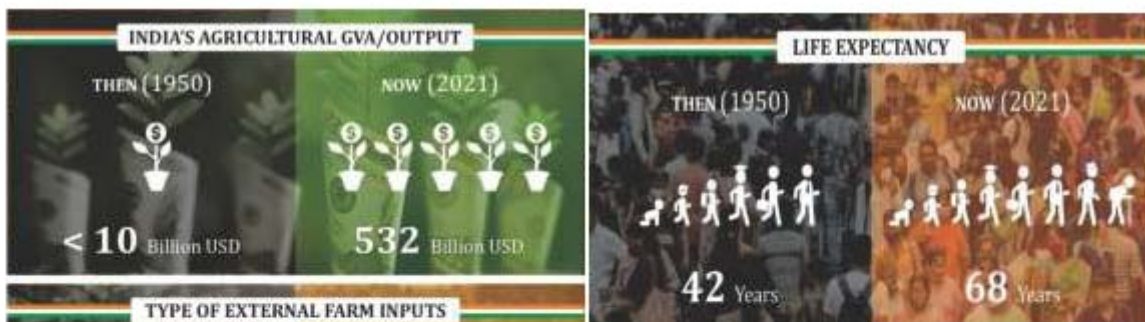 INDIA'S AGRICULTURAL GVA/OUTPUT
THEN (1950)
NOW (2021)
< 10 Billion USD
532 Billion USD
TYPE OF EXTERNAL FARM INPUTS
LIFE EXPECTANCY
THEN (1950)
NOW (2021)
42 Years
68 Years